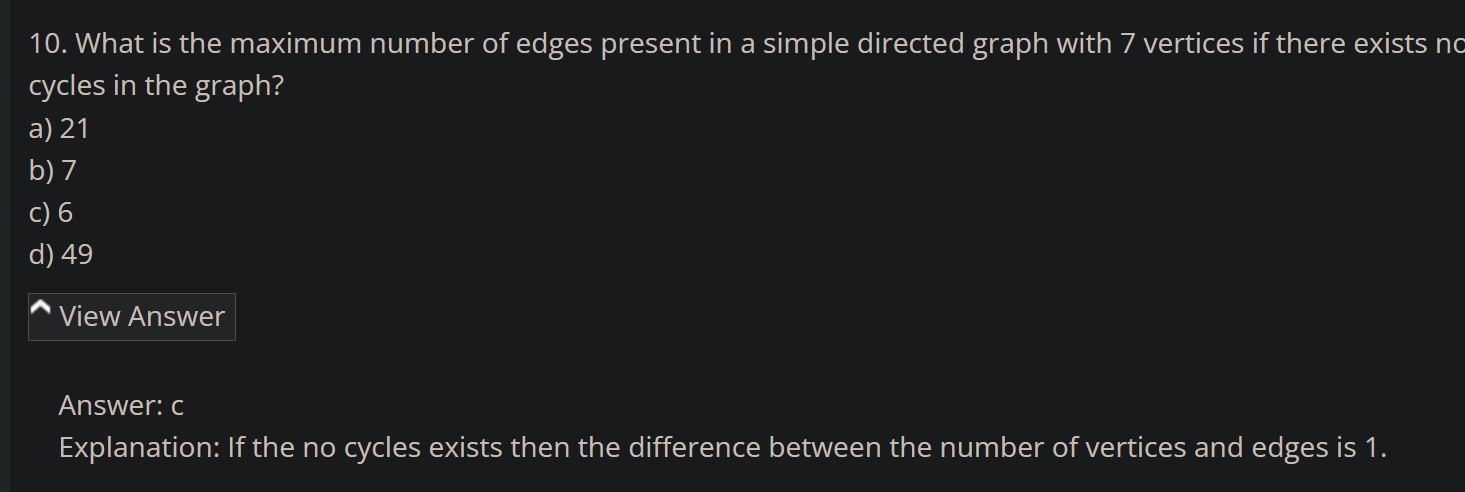 10. What is the maximum number of edges present in a simple directed graph with 7 vertices if there exists no
cycles in the graph?
a) 21
b) 7
c) 6
d) 49
View Answer
Answer: c
Explanation: If the no cycles exists then the difference between the number of vertices and edges is 1.